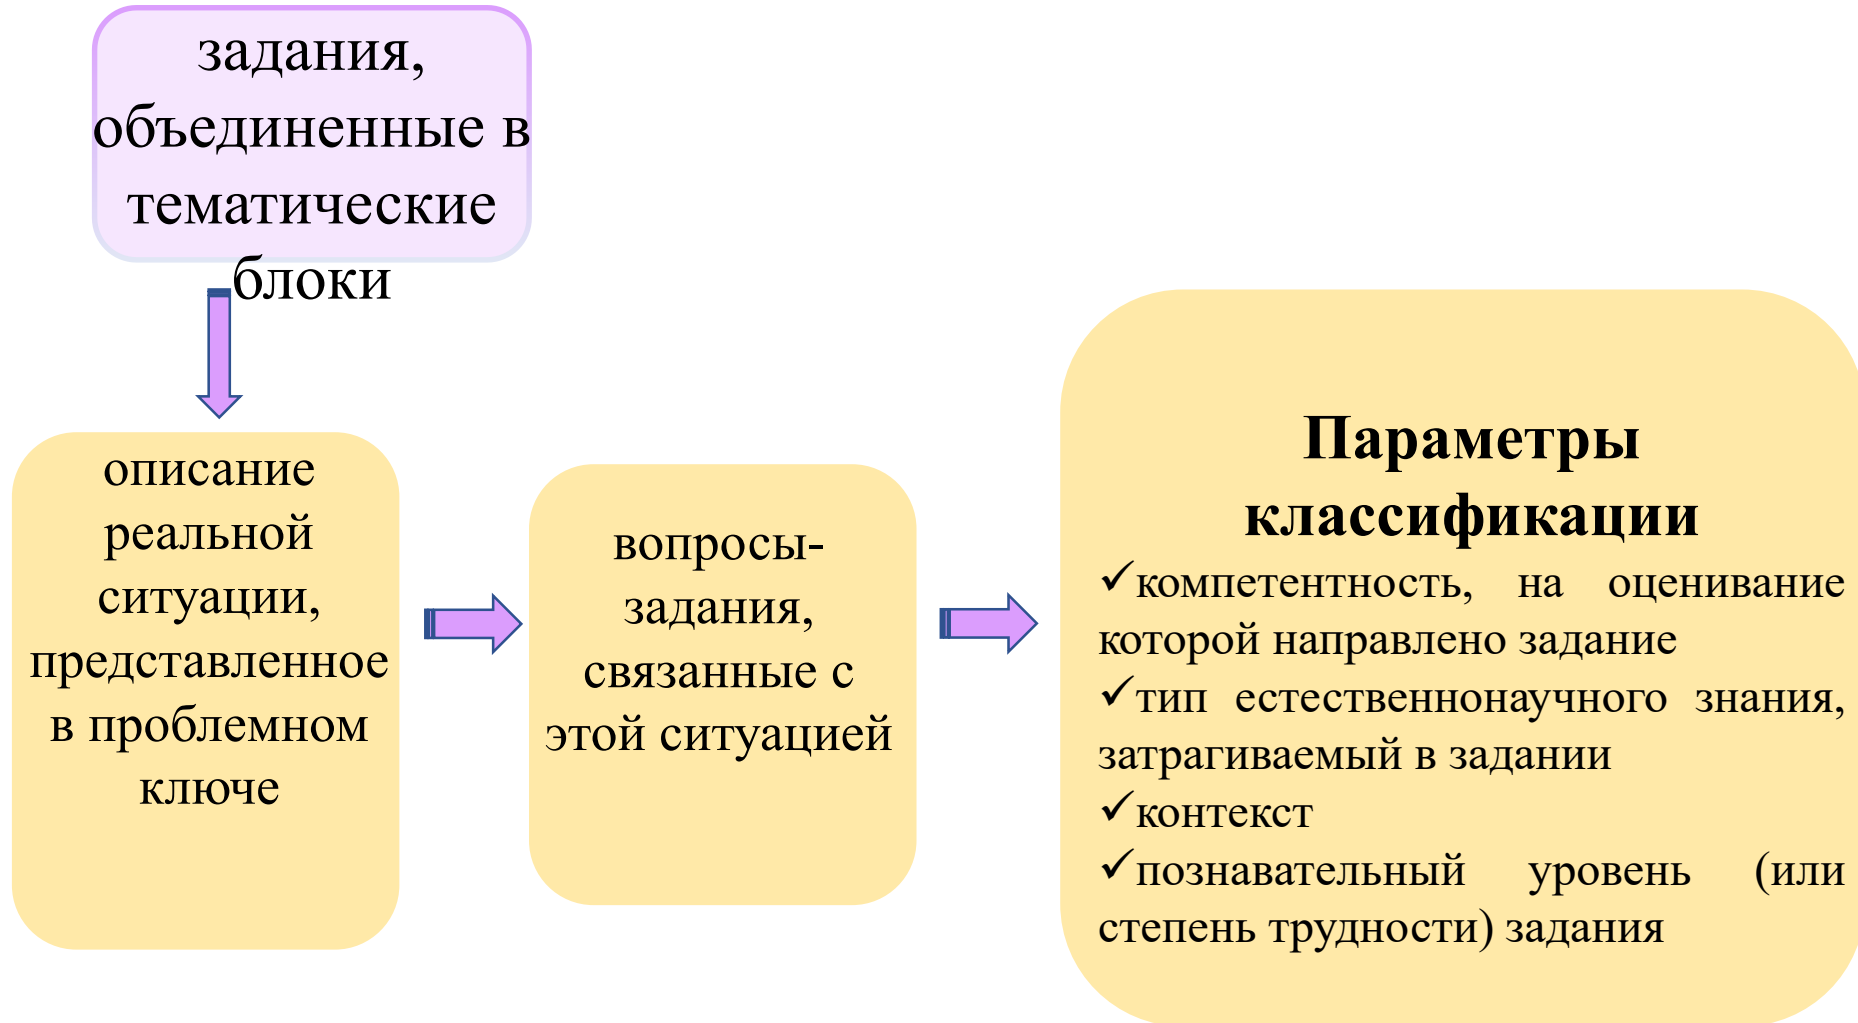 задания,
объединенные в
тематические
блоки
описание
реальной
ситуации,
представленное
в проблемном
ключе
вопросы-
задания,
связанные с
этой ситуацией
Параметры
классификации
✓компетентность, на оценивание
которой направлено задание
✓тип естественнонаучного знания,
затрагиваемый в задании
✓контекст
✓познавательный уровень (или
степень трудности) задания